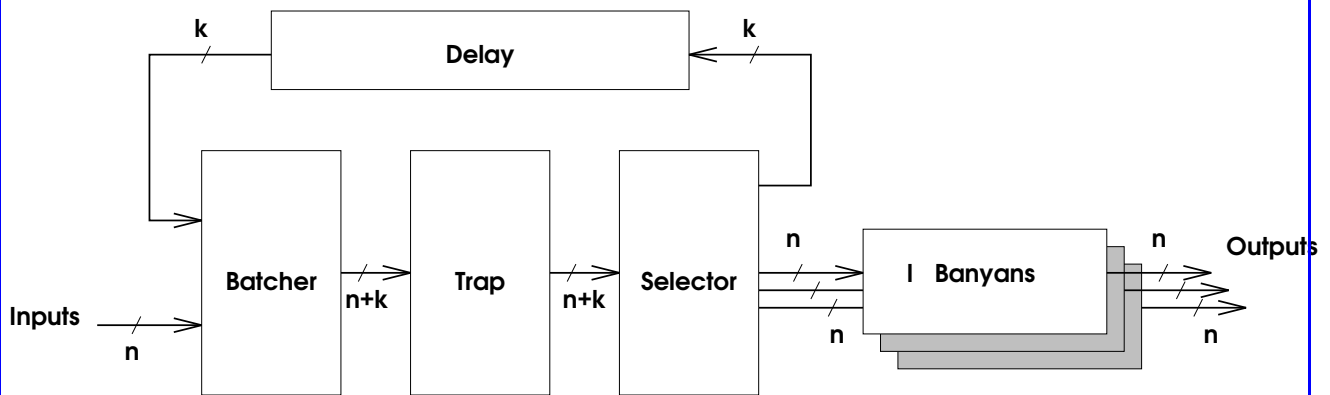 k
Delay
k
n
n
Outputs
Batcher
Trap
Selector
l Banyans
n+k
n+k
Inputs
n
n
n